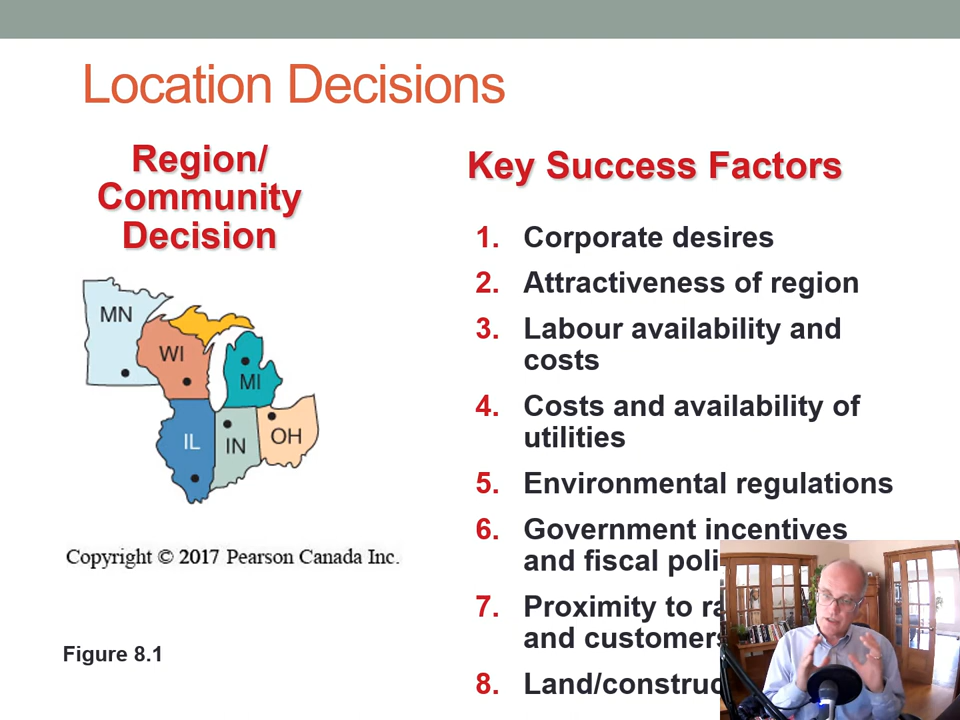 Location Decisions
Region/
Community
Decision
Key Success Factors
1. Corporate desires
2. Attractiveness of region
3. Labour availability and
costs
4. Costs and availability of
utilities
5. Environmental regulations
6. Government incentives
and fiscal
7. Proximity to
and customers
8.
MN
WI
MI
IL
IN
OH
Copyright © 2017 Pearson Canada Inc.
Figure 8.1